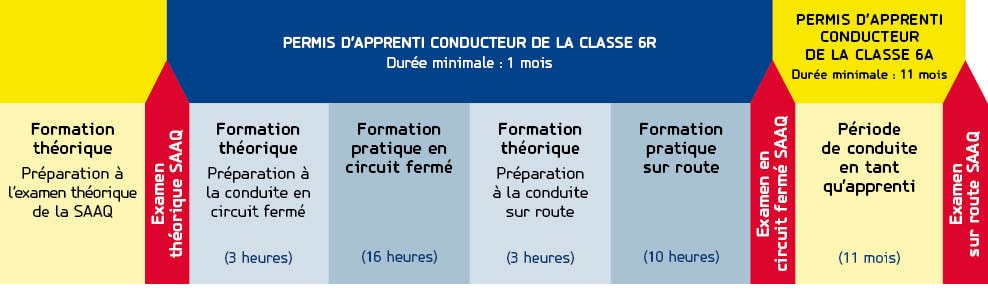 PERMIS D'APPRENTI CONDUCTEUR DE LA CLASSE 6R
Durée minimale : 1 mois
PERMIS D'APPRENTI
CONDUCTEUR
DE LA CLASSE 6A
Durée minimale : 11 mois
Formation
théorique
Préparation à
l'examen théorique
de la SAAQ
Examen
théorique SAAQ
Formation
théorique
Préparation à
la conduite en
circuit fermé
(3 heures)
Formation
pratique en
circuit fermé
(16 heures)
Formation
théorique
Préparation
à la conduite
sur route
(3 heures)
Formation
pratique
sur route
(10 heures)
Examen en
circuit fermé SAAQ
Période
de conduite
en tant
qu'apprenti
(11 mois)
Examen
sur route SAAQ